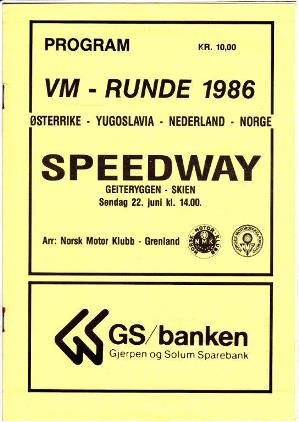 PROGRAM KR. 10,00
VM - RUNDE 1986
ØSTERRIKE - YUGOSLAVIA - NEDERLAND - NORGE
SPEEDWAY
GEITERYGGEN - SKIEN
Søndag 22. juni kl. 14.00.
Arr: Norsk Motor Klubb - Grenland
GS/banken
Gjerpen og Solum Sparebank